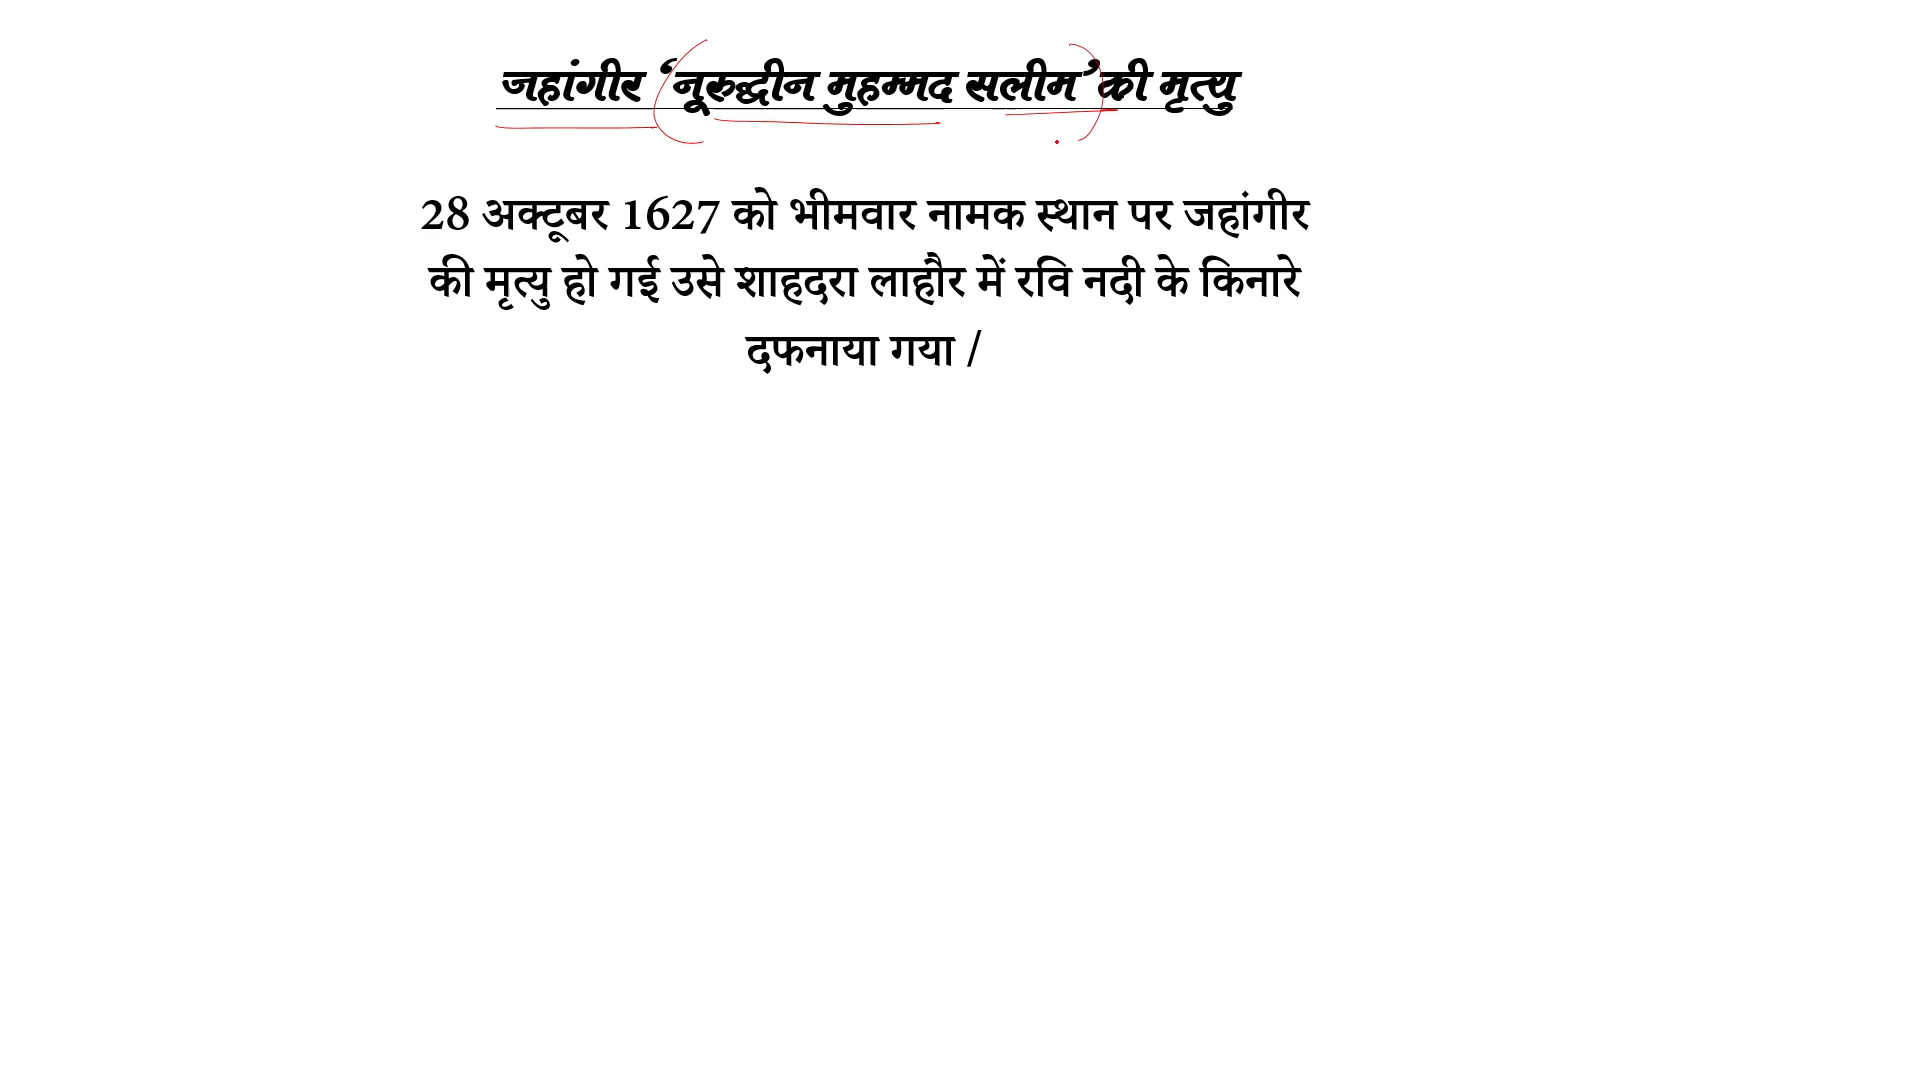 जहांगीर ‘नूरुद्धीन मुहम्मद सलीम’की मृत्यु
28 अक्टूबर 1627 को भीमवार नामक स्थान पर जहांगीर
की मृत्यु हो गई उसे शाहदरा लाहौर में रवि नदी के किनारे
दफनाया गया /